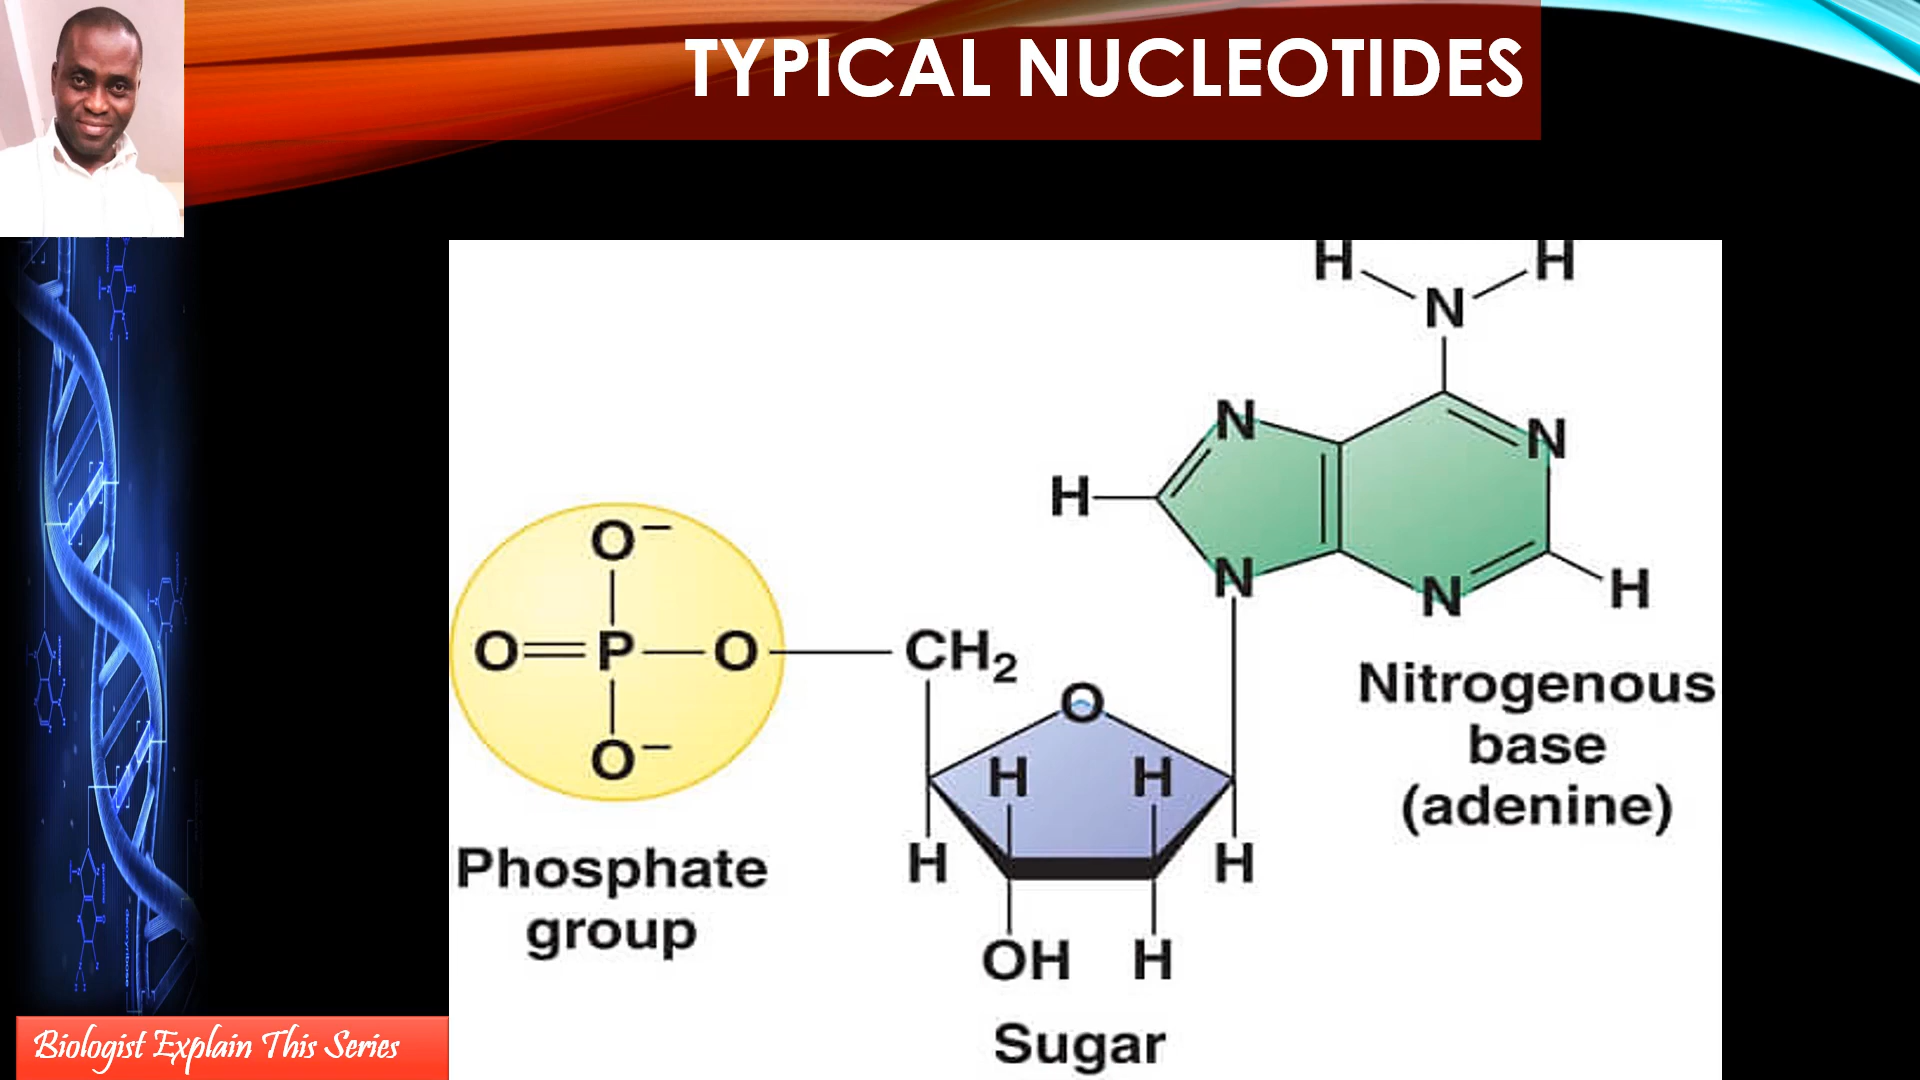 TYPICAL NUCLEOTIDES
H H
N
N N
H
N N H
O⁻
O=P—O—CH₂
O⁻
O
H H
H H
OH H
Phosphate
group
Sugar
Nitrogenous
base
(adenine)
Biologist Explain This Series